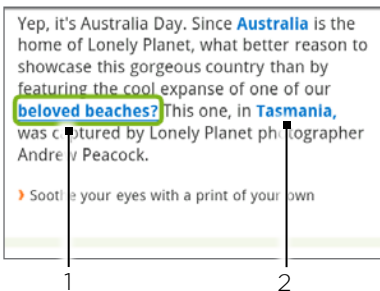 Yep, it's Australia Day. Since Australia is the
home of Lonely Planet, what better reason to
showcase this gorgeous country than by
featuring the cool expanse of one of our
beloved beaches? This one, in Tasmania,
was captured by Lonely Planet photographer
Andrew Peacock.
› Soothe your eyes with a print of your own
1 2